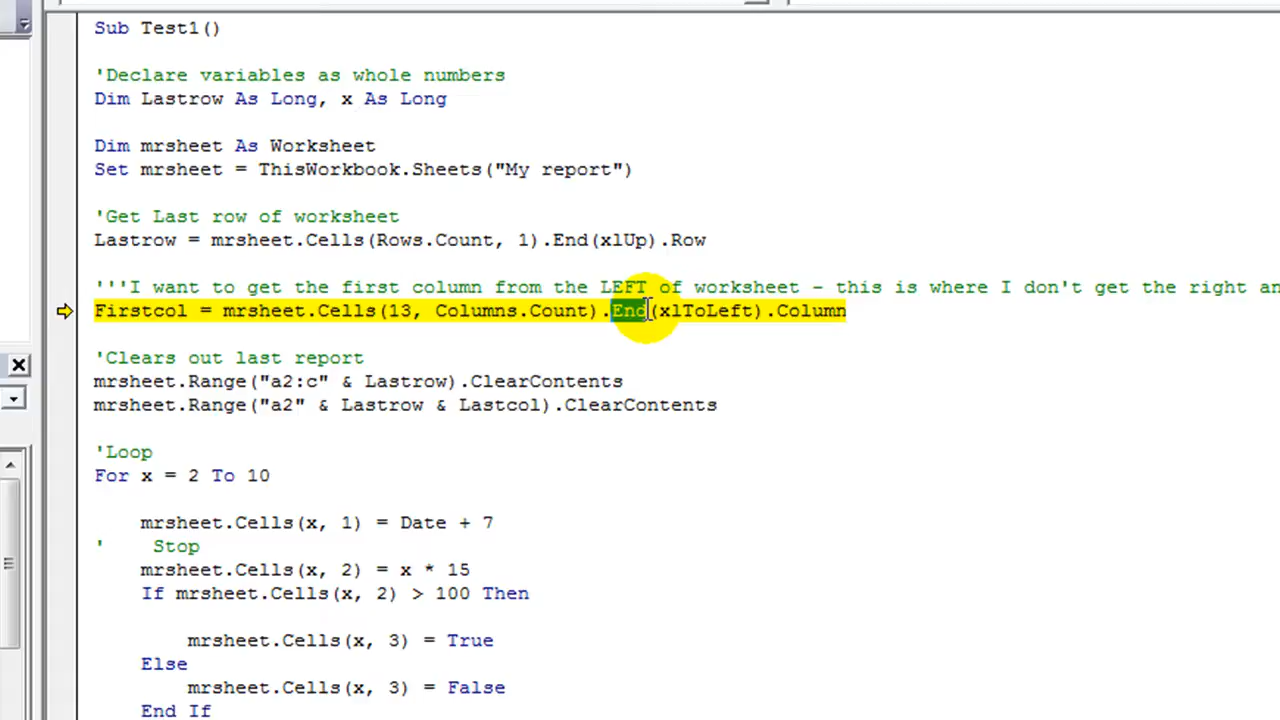 Sub Test1()
'Declare variables as whole numbers
Dim Lastrow As Long, x As Long
Dim mrsheet As Worksheet
Set mrsheet = ThisWorkbook.Sheets("My report")
'Get Last row of worksheet
Lastrow = mrsheet.Cells(Rows.Count, 1).End(xlUp).Row
'''I want to get the first column from the LEFT of worksheet - this is where I don't get the right an
Firstcol = mrsheet.Cells(13, Columns.Count).End(xlToLeft).Column
'Clears out last report
mrsheet.Range("a2:c" & Lastrow).ClearContents
mrsheet.Range("a2" & Lastrow & Lastcol).ClearContents
'Loop
For x = 2 To 10
mrsheet.Cells(x, 1) = Date + 7
'    Stop
mrsheet.Cells(x, 2) = x * 15
If mrsheet.Cells(x, 2) > 100 Then
mrsheet.Cells(x, 3) = True
Else
mrsheet.Cells(x, 3) = False
End If